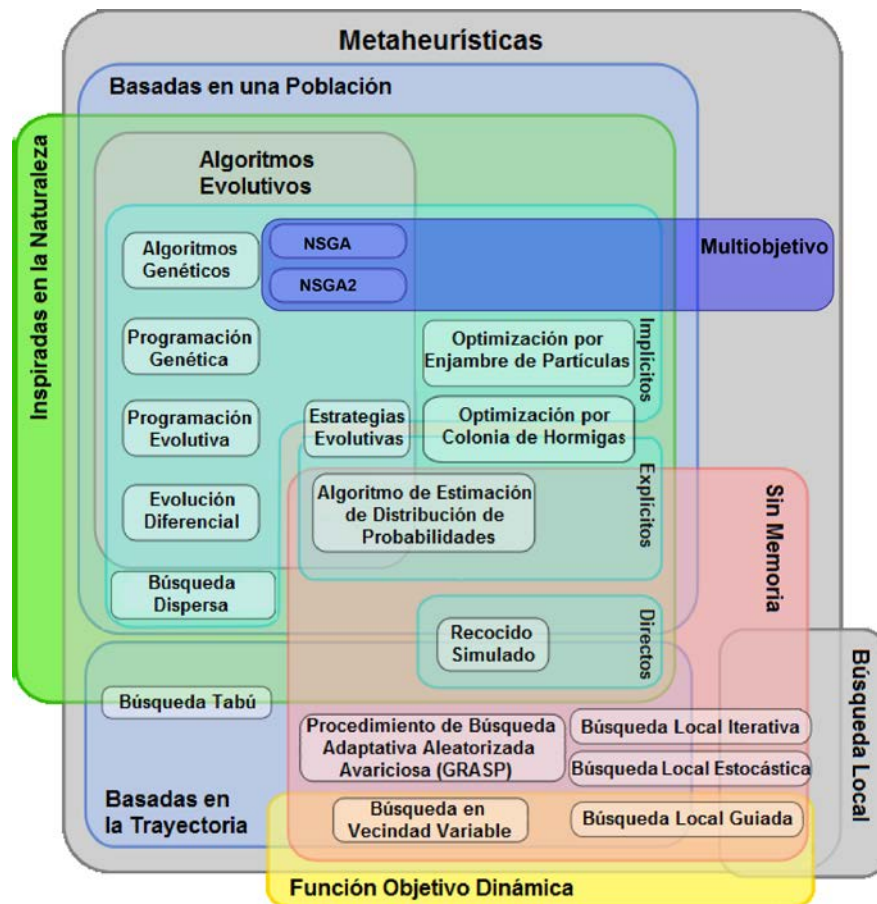 Metaheurísticas
Basadas en una Población
Inspiradas en la Naturaleza
Algoritmos
Evolutivos
Algoritmos
Genéticos
NSGA
NSGA2
Multiobjetivo
Programación
Genética
Optimización por
Enjambre de Partículas
Implícitos
Programación
Evolutiva
Estrategias
Evolutivas
Optimización por
Colonia de Hormigas
Evolución
Diferencial
Algoritmo de Estimación
de Distribución de
Probabilidades
Explícitos
Sin Memoria
Búsqueda
Dispersa
Recocido
Simulado
Directos
Búsqueda Local
Búsqueda Tabú
Procedimiento de Búsqueda
Adaptativa Aleatorizada
Avariciosa (GRASP)
Búsqueda Local Iterativa
Búsqueda Local Estocástica
Basadas en
la Trayectoria
Búsqueda en
Vecindad Variable
Búsqueda Local Guiada
Función Objetivo Dinámica